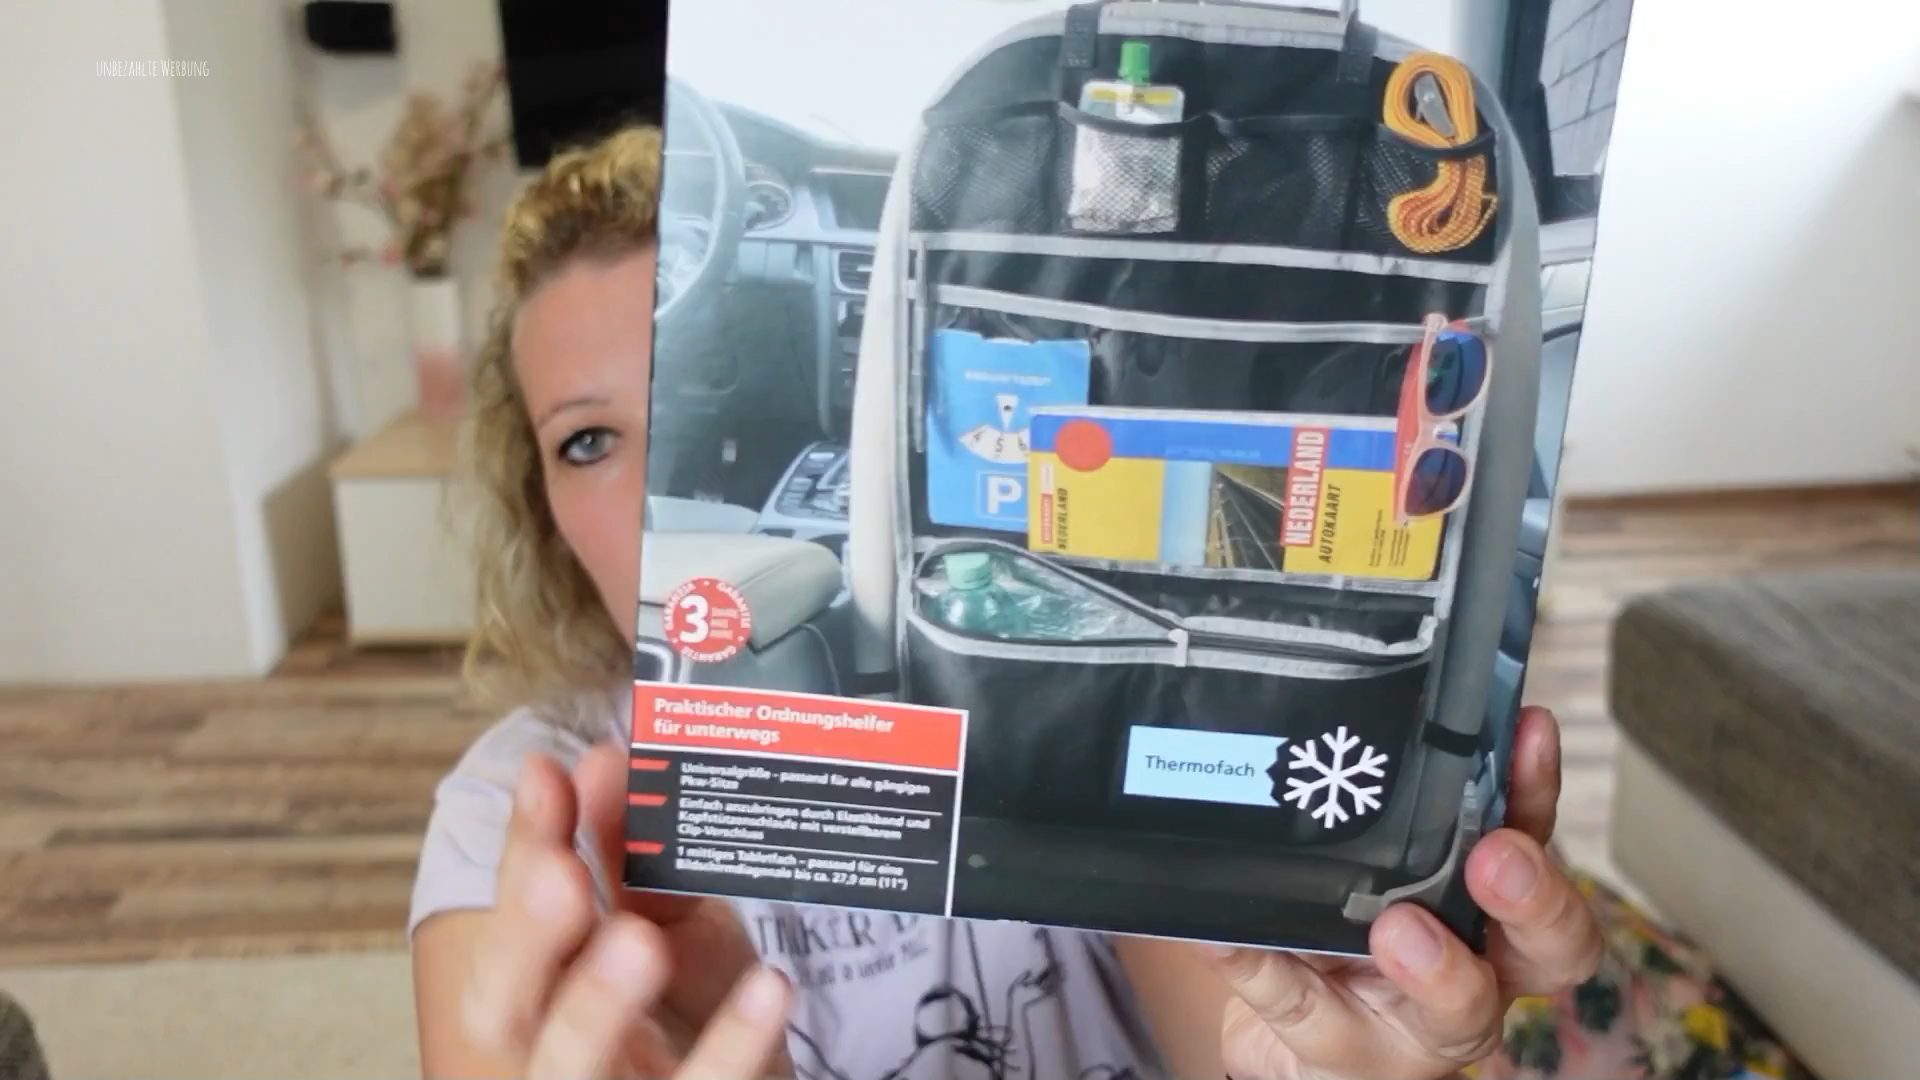 UNBEZAHLTE WERBUNG
P
NEDERLAND
NEDERLAND
AUTOKAART
GARANZIA • GARANTIE
3
GARANTIE
Praktischer Ordnungshelfer
für unterwegs
Universalgröße - passend für alle gängigen
Pkw-Sitze
Einfach anzubringen durch Elastikband und
Kopfstützenschlaufe mit verstellbarem
Clip-Verschluss
1 mittiges Tabletfach – passend für eine
Bildschirmdiagonale bis ca. 27,9 cm (11")
Thermofach